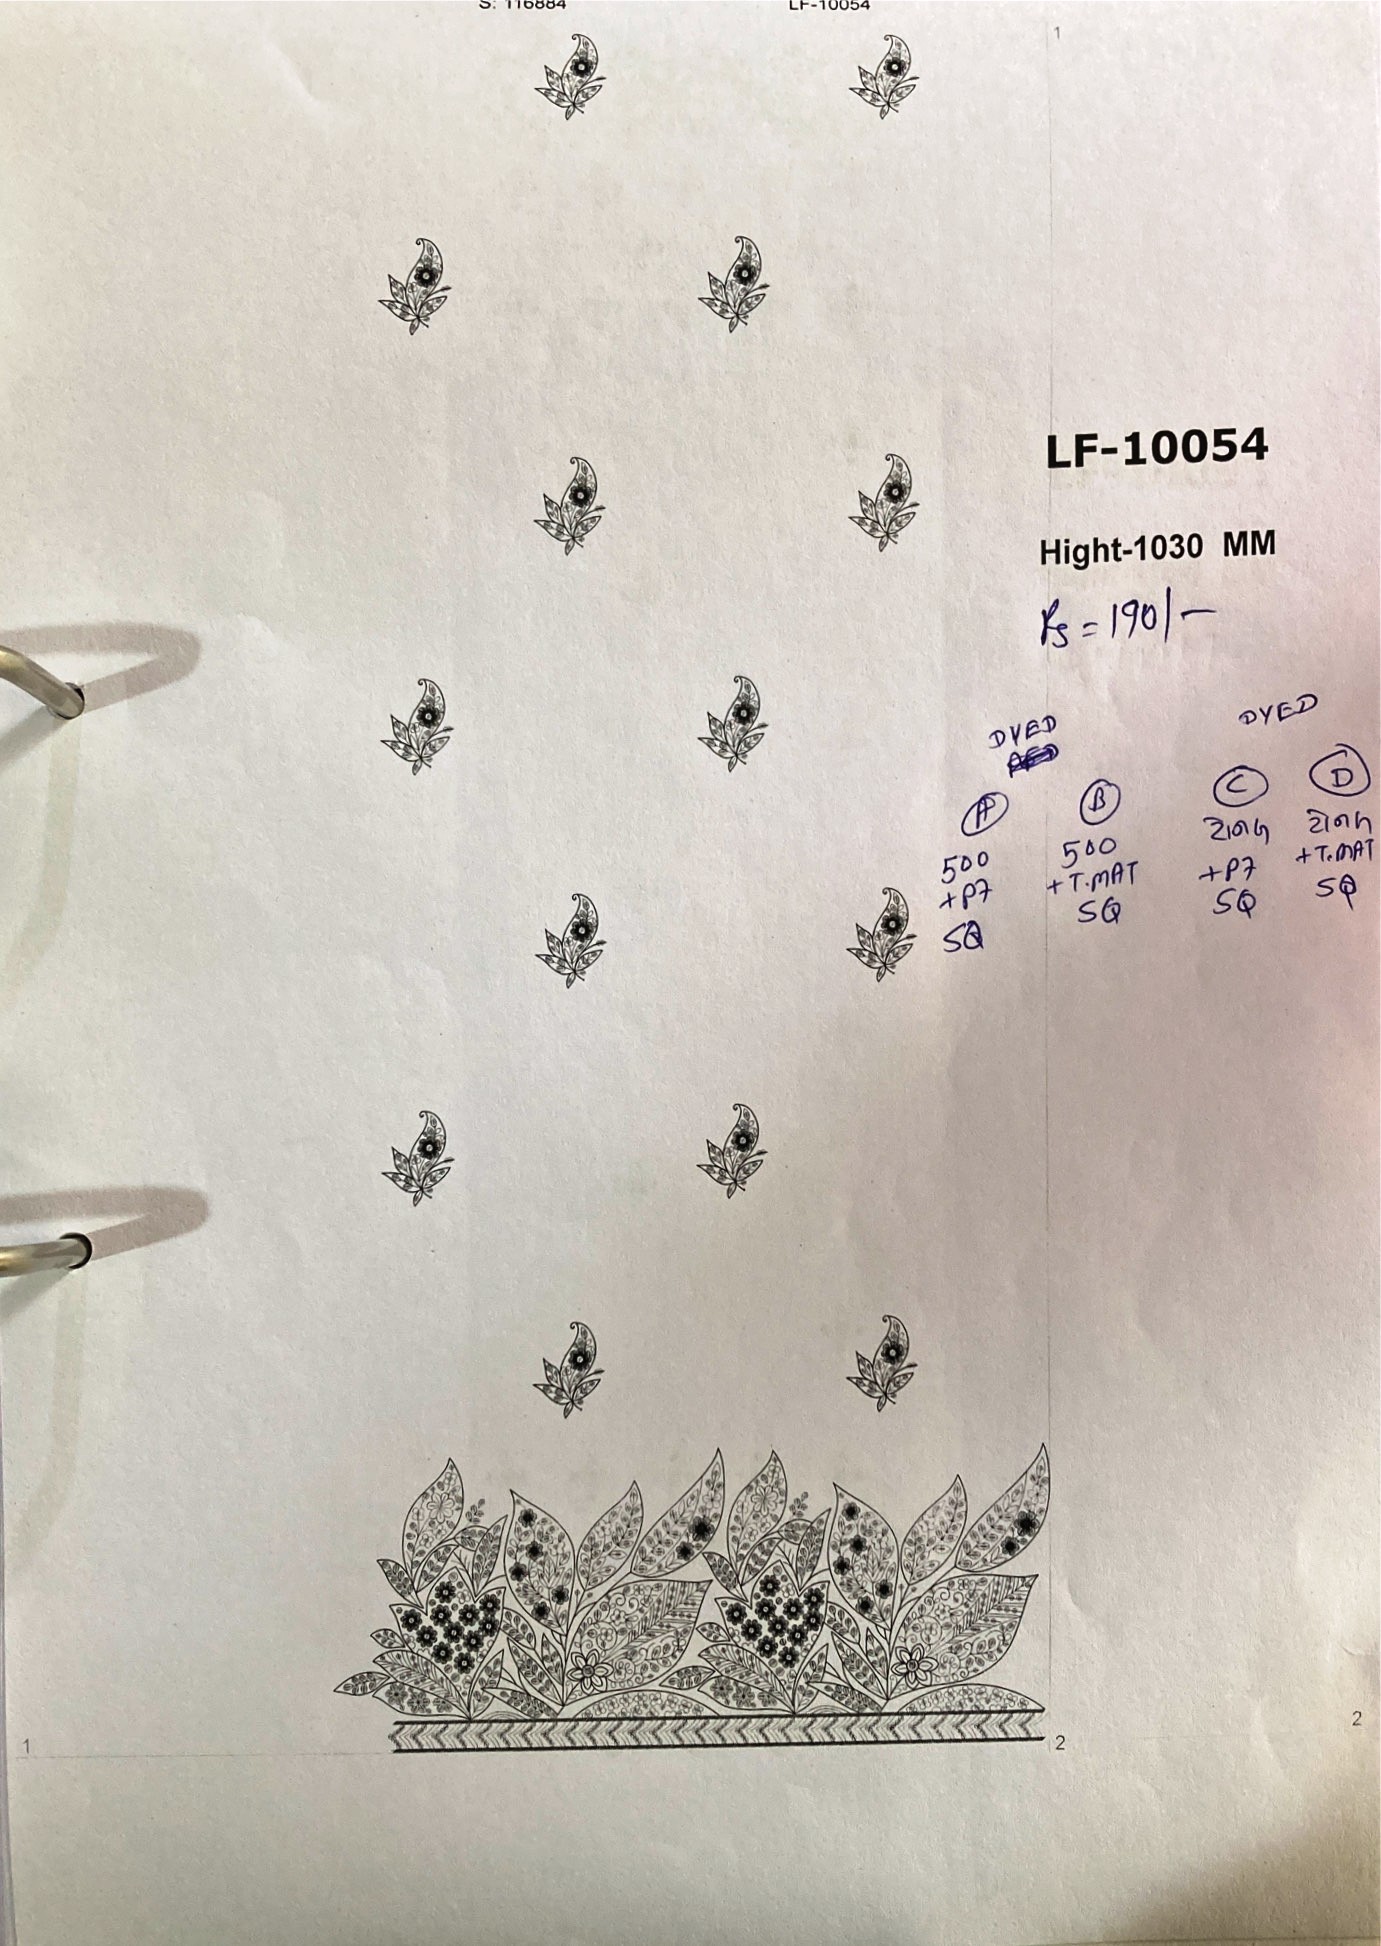 S: 116884 LF-10054
1
LF-10054
Hight-1030 MM
Rs = 190/-
DYED DYED
A B C D
500 500
+P7 +T.MAT +P7 +T.MAT
SQ SQ SQ SQ
1 2 2